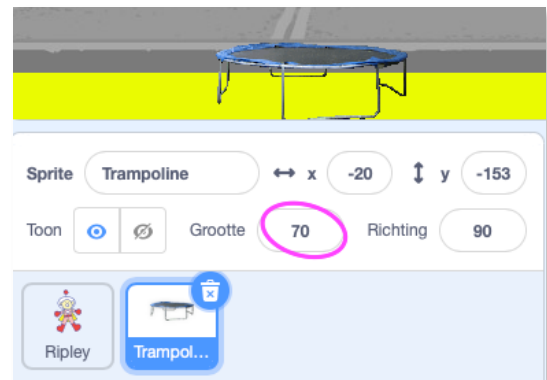 Sprite Trampoline x -20 y -153
Toon Grootte 70 Richting 90
Ripley Trampol...